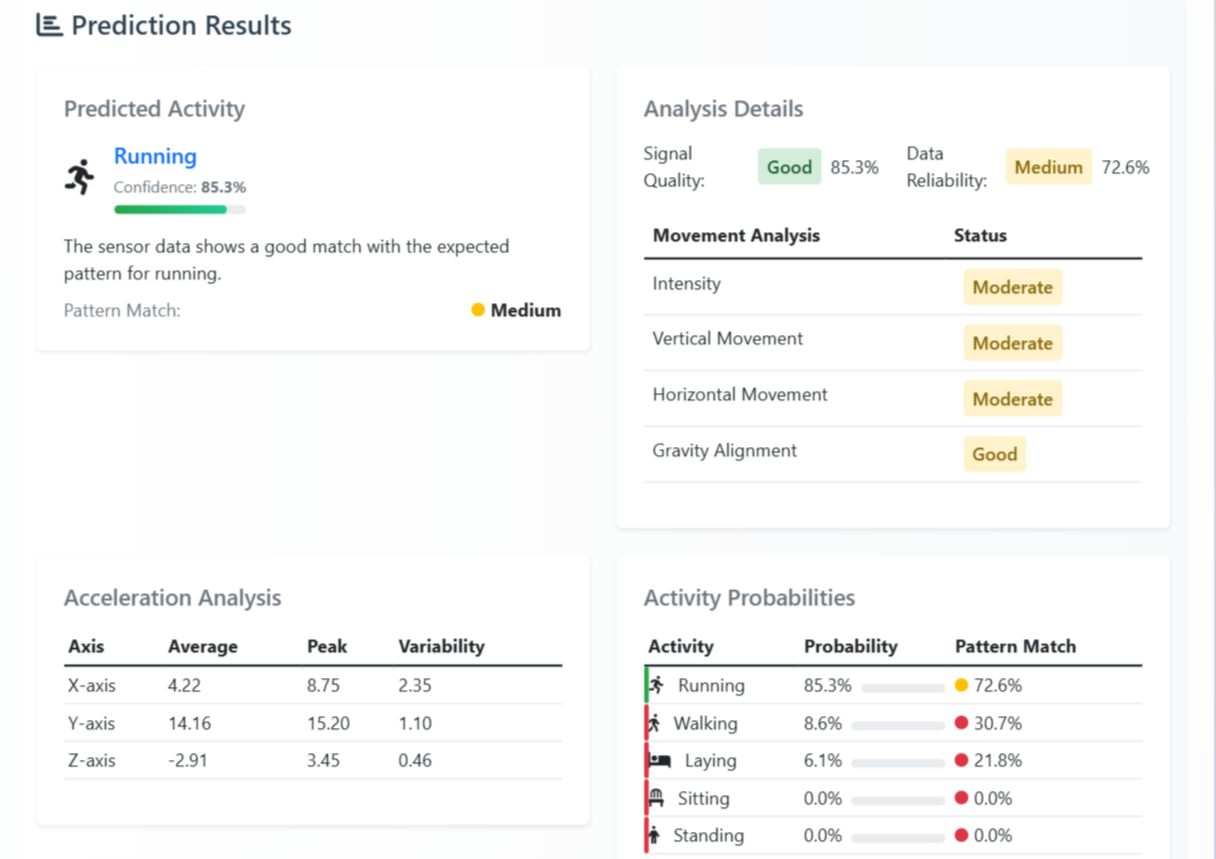 Prediction Results
Predicted Activity
Running
Confidence: 85.3%
The sensor data shows a good match with the expected
pattern for running.
Pattern Match: Medium
Analysis Details
Signal
Quality:
Good 85.3%
Data
Reliability:
Medium 72.6%
Movement Analysis Status
Intensity Moderate
Vertical Movement Moderate
Horizontal Movement Moderate
Gravity Alignment Good
Acceleration Analysis
Axis Average Peak Variability
X-axis 4.22 8.75 2.35
Y-axis 14.16 15.20 1.10
Z-axis -2.91 3.45 0.46
Activity Probabilities
Activity Probability Pattern Match
Running 85.3% 72.6%
Walking 8.6% 30.7%
Laying 6.1% 21.8%
Sitting 0.0% 0.0%
Standing 0.0% 0.0%